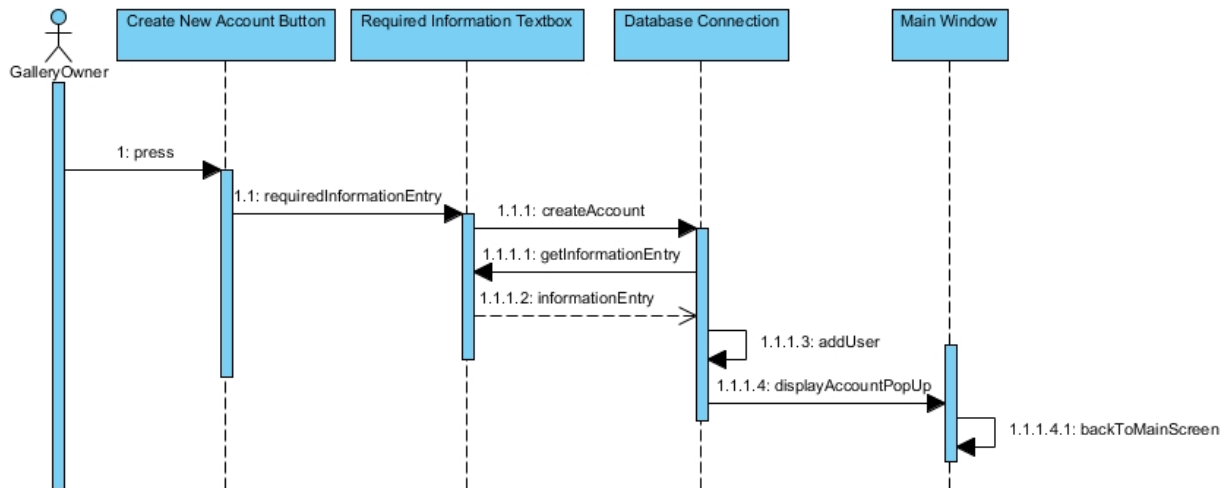 Create New Account Button
Required Information Textbox
Database Connection
Main Window
GalleryOwner
1: press
1.1: requiredInformationEntry
1.1.1: createAccount
1.1.1.1: getInformationEntry
1.1.1.2: informationEntry
1.1.1.3: addUser
1.1.1.4: displayAccountPopUp
1.1.1.4.1: backToMainScreen